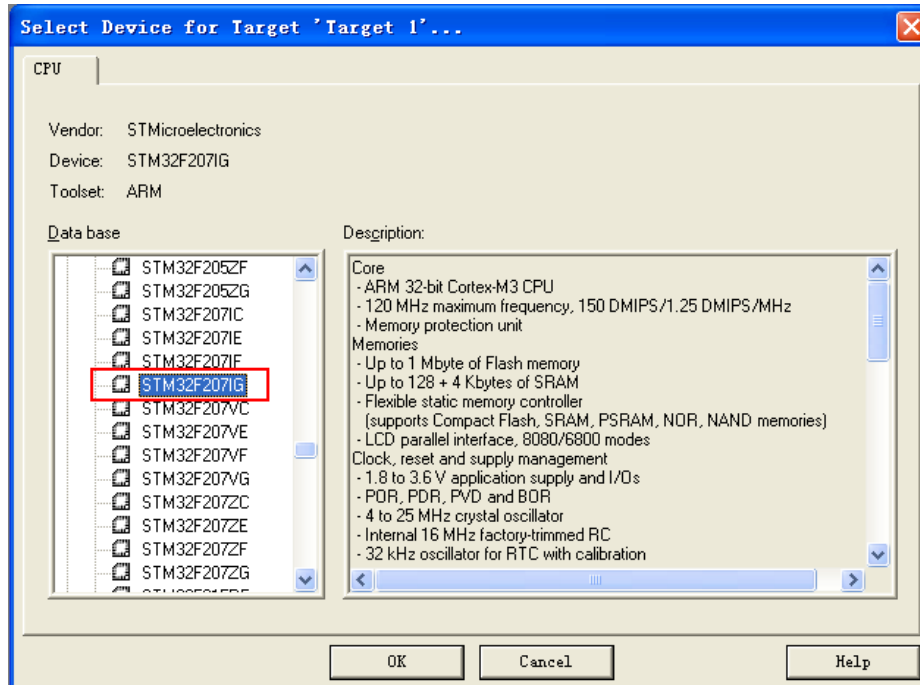 Select Device for Target 'Target 1'...
CPU
Vendor: STMicroelectronics
Device: STM32F207IG
Toolset: ARM
Data base
Description:
STM32F205ZF
STM32F205ZG
STM32F207IC
STM32F207IE
STM32F207IF
STM32F207IG
STM32F207VC
STM32F207VE
STM32F207VF
STM32F207VG
STM32F207ZC
STM32F207ZE
STM32F207ZF
STM32F207ZG
Core
- ARM 32-bit Cortex-M3 CPU
- 120 MHz maximum frequency, 150 DMIPS/1.25 DMIPS/MHz
- Memory protection unit
Memories
- Up to 1 Mbyte of Flash memory
- Up to 128 + 4 Kbytes of SRAM
- Flexible static memory controller
(supports Compact Flash, SRAM, PSRAM, NOR, NAND memories)
- LCD parallel interface, 8080/6800 modes
Clock, reset and supply management
- 1.8 to 3.6 V application supply and I/Os
- POR, PDR, PVD and BOR
- 4 to 25 MHz crystal oscillator
- Internal 16 MHz factory-trimmed RC
- 32 kHz oscillator for RTC with calibration
OK
Cancel
Help